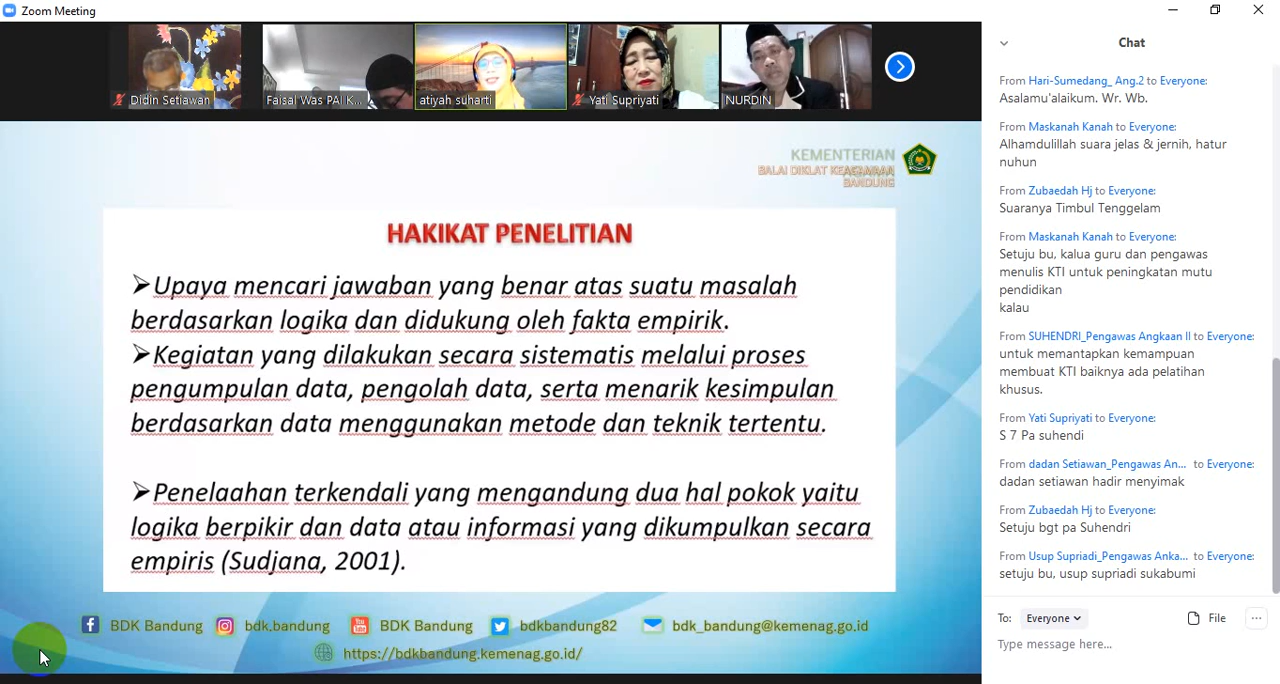 Zoom Meeting
Didin Setiawan
Faisal Was PAI K...
atiyah suharti
Yati Supriyati
NURDIN
KEMENTERIAN
BALAI DIKLAT KEAGAMAAN
BANDUNG
HAKIKAT PENELITIAN
➢Upaya mencari jawaban yang benar atas suatu masalah
berdasarkan logika dan didukung oleh fakta empirik.
➢Kegiatan yang dilakukan secara sistematis melalui proses
pengumpulan data, pengolah data, serta menarik kesimpulan
berdasarkan data menggunakan metode dan teknik tertentu.
➢Penelaahan terkendali yang mengandung dua hal pokok yaitu
logika berpikir dan data atau informasi yang dikumpulkan secara
empiris (Sudjana, 2001).
BDK Bandung bdk.bandung BDK Bandung bdkbandung82 bdk_bandung@kemenag.go.id
https://bdkbandung.kemenag.go.id/
Chat
From Hari-Sumedang_ Ang.2 to Everyone:
Asalamu'alaikum. Wr. Wb.
From Maskanah Kanah to Everyone:
Alhamdulillah suara jelas & jernih, hatur
nuhun
From Zubaedah Hj to Everyone:
Suaranya Timbul Tenggelam
From Maskanah Kanah to Everyone:
Setuju bu, kalua guru dan pengawas
menulis KTI untuk peningkatan mutu
pendidikan
kalau
From SUHENDRI_Pengawas Angkaan II to Everyone:
untuk memantapkan kemampuan
membuat KTI baiknya ada pelatihan
khusus.
From Yati Supriyati to Everyone:
S 7 Pa suhendi
From dadan Setiawan_Pengawas An... to Everyone:
dadan setiawan hadir menyimak
From Zubaedah Hj to Everyone:
Setuju bgt pa Suhendri
From Usup Supriadi_Pengawas Anka... to Everyone:
setuju bu, usup supriadi sukabumi
To: Everyone File ...
Type message here...